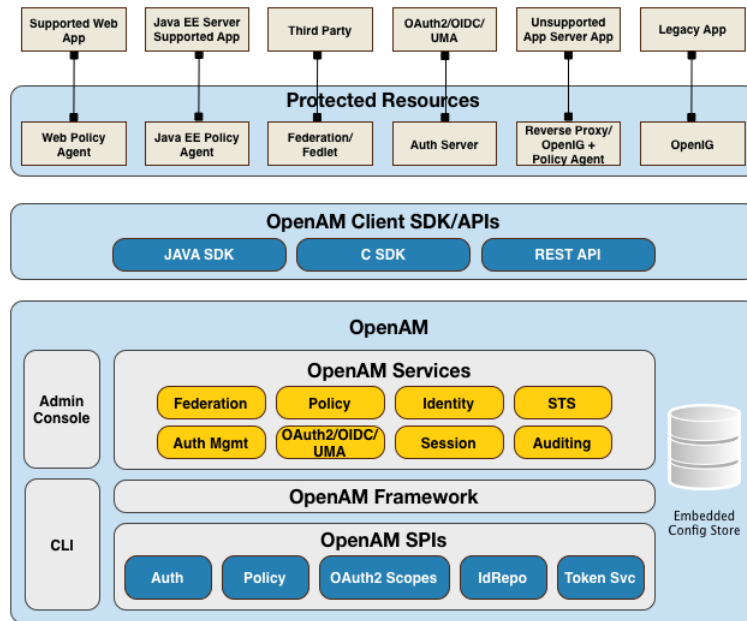 Supported Web
App
Java EE Server
Supported App
Third Party
OAuth2/OIDC/
UMA
Unsupported
App Server App
Legacy App
Protected Resources
Web Policy
Agent
Java EE Policy
Agent
Federation/
Fedlet
Auth Server
Reverse Proxy/
OpenIG +
Policy Agent
OpenIG
OpenAM Client SDK/APIs
JAVA SDK
C SDK
REST API
OpenAM
Admin
Console
OpenAM Services
Federation
Policy
Identity
STS
Auth Mgmt
OAuth2/OIDC/
UMA
Session
Auditing
Embedded
Config Store
CLI
OpenAM Framework
OpenAM SPIs
Auth
Policy
OAuth2 Scopes
IdRepo
Token Svc